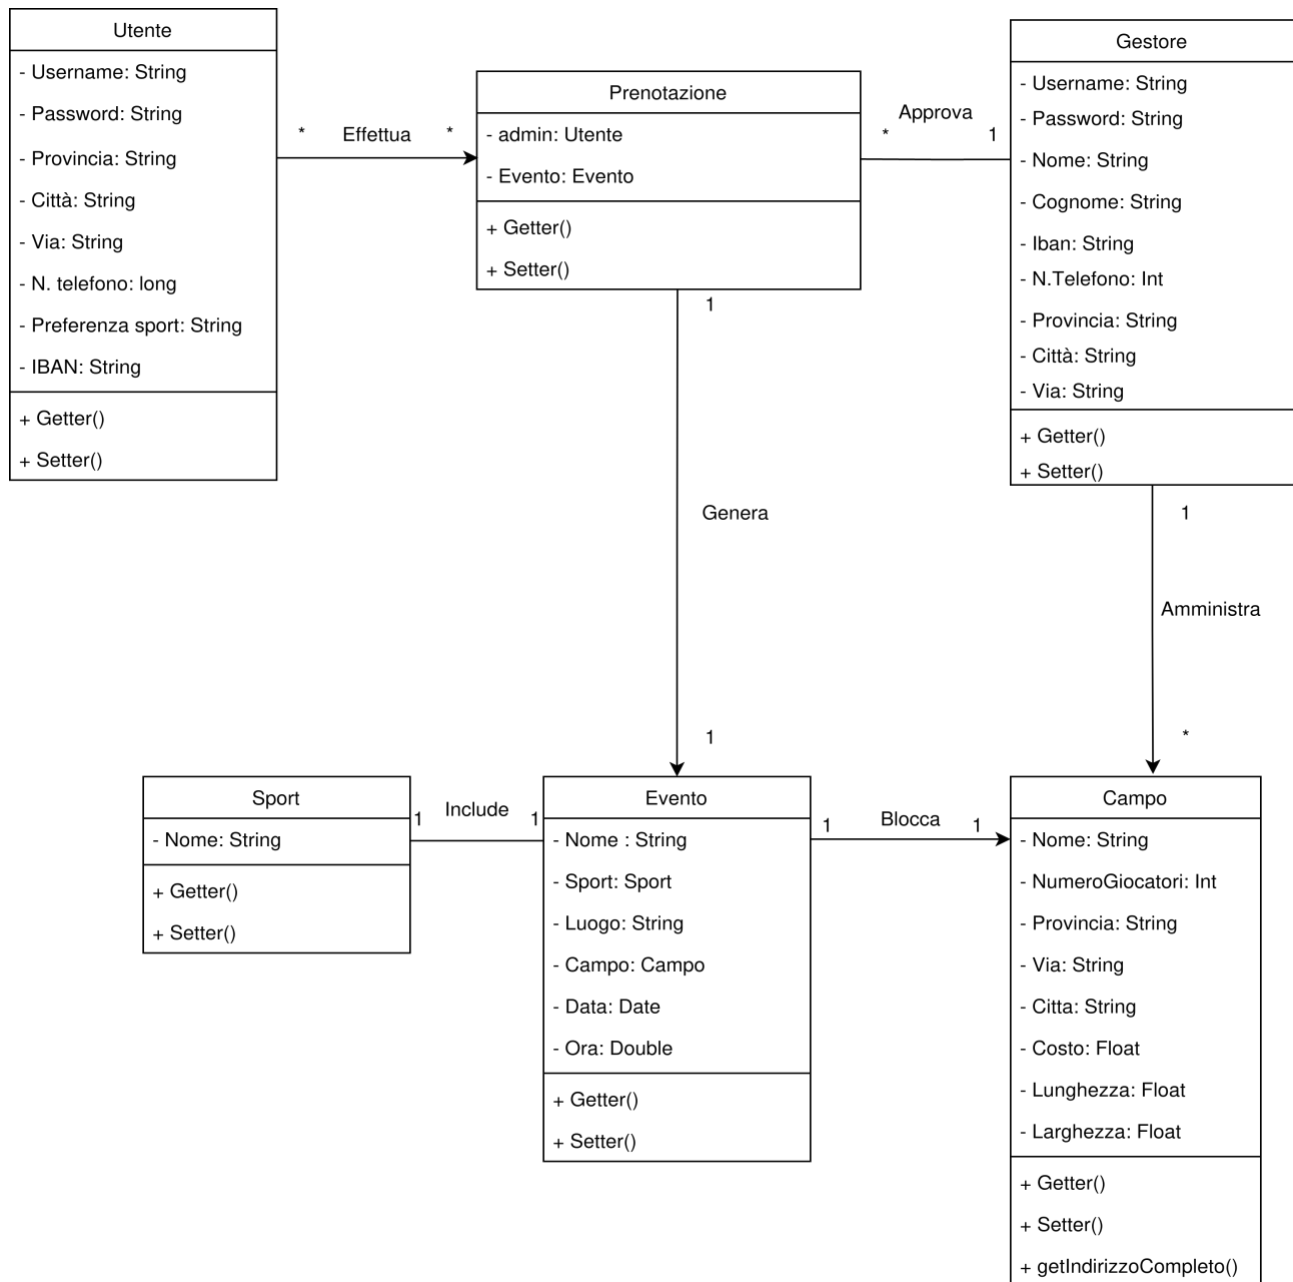 Utente
- Username: String
- Password: String
- Provincia: String
- Città: String
- Via: String
- N. telefono: long
- Preferenza sport: String
- IBAN: String
+ Getter()
+ Setter()
* Effettua *
Prenotazione
- admin: Utente
- Evento: Evento
+ Getter()
+ Setter()
Approva
* 1
Gestore
- Username: String
- Password: String
- Nome: String
- Cognome: String
- Iban: String
- N.Telefono: Int
- Provincia: String
- Città: String
- Via: String
+ Getter()
+ Setter()
1
Genera
1
1
Amministra
*
Sport
- Nome: String
+ Getter()
+ Setter()
1 Include 1
Evento
- Nome : String
- Sport: Sport
- Luogo: String
- Campo: Campo
- Data: Date
- Ora: Double
+ Getter()
+ Setter()
1 Blocca 1
Campo
- Nome: String
- NumeroGiocatori: Int
- Provincia: String
- Via: String
- Citta: String
- Costo: Float
- Lunghezza: Float
- Larghezza: Float
+ Getter()
+ Setter()
+ getIndirizzoCompleto()